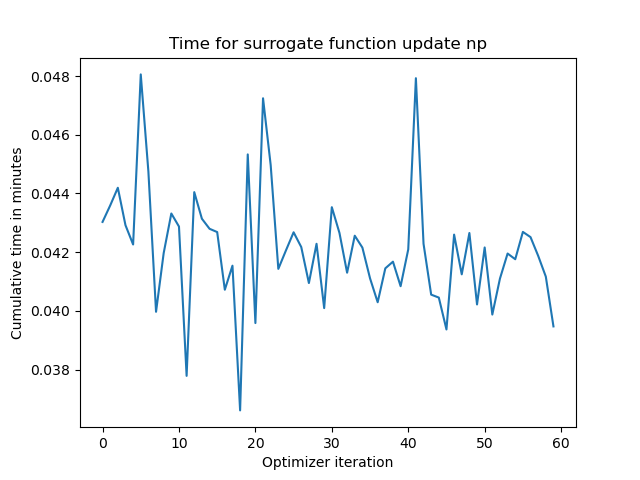 Time for surrogate function update np
0.048
0.046
0.044
0.042
0.040
0.038
Cumulative time in minutes
0 10 20 30 40 50 60
Optimizer iteration